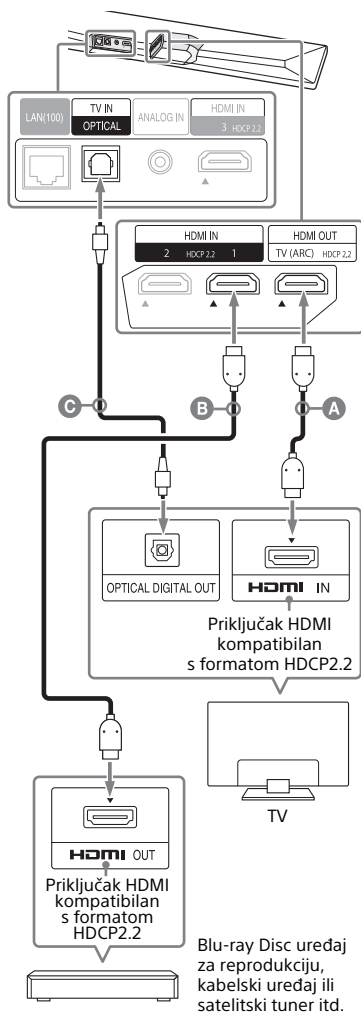 LAN(100)
TV IN
OPTICAL
ANALOG IN
HDMI IN
3 HDCP 2.2
HDMI IN
2 HDCP 2.2 1
HDMI OUT
TV (ARC) HDCP 2.2
C
B
A
OPTICAL DIGITAL OUT
HDMI IN
Priključak HDMI
kompatibilan
s formatom HDCP2.2
TV
HDMI OUT
Priključak HDMI
kompatibilan
s formatom
HDCP2.2
Blu-ray Disc uređaj
za reprodukciju,
kabelski uređaj ili
satelitski tuner itd.